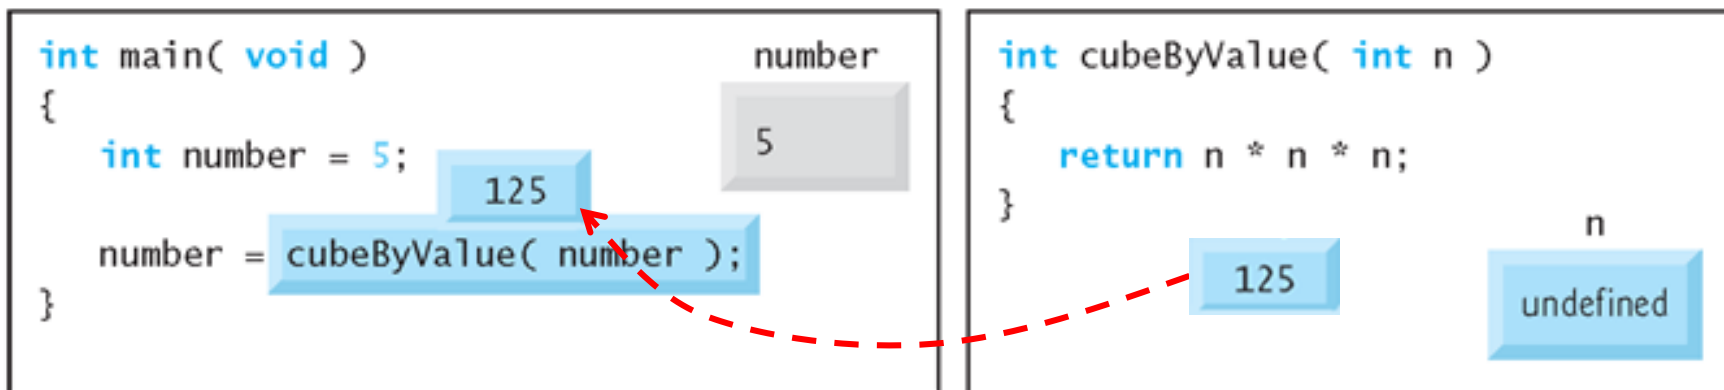 int main( void )
{
int number = 5;
125
number = cubeByValue( number );
}
number
5
int cubeByValue( int n )
{
return n * n * n;
}
125
n
undefined